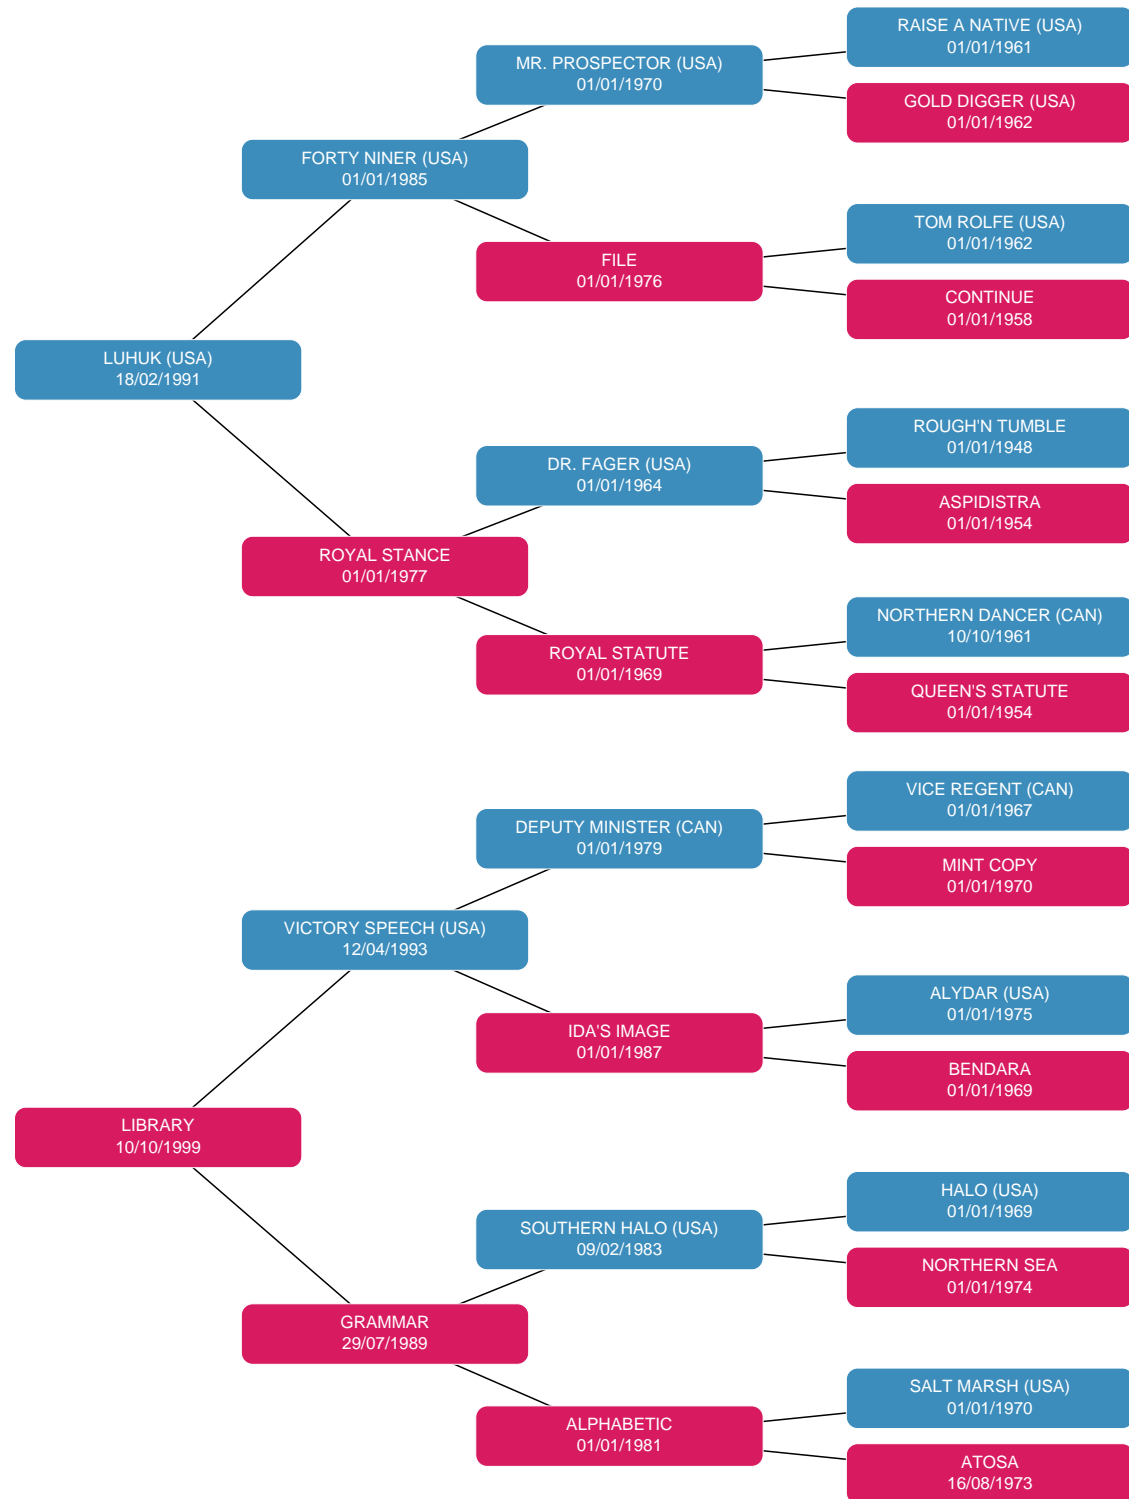 RAISE A NATIVE (USA)
01/01/1961
MR. PROSPECTOR (USA)
01/01/1970
GOLD DIGGER (USA)
01/01/1962
FORTY NINER (USA)
01/01/1985
TOM ROLFE (USA)
01/01/1962
FILE
01/01/1976
CONTINUE
01/01/1958
LUHUK (USA)
18/02/1991
ROUGH'N TUMBLE
01/01/1948
DR. FAGER (USA)
01/01/1964
ASPIDISTRA
01/01/1954
ROYAL STANCE
01/01/1977
NORTHERN DANCER (CAN)
10/10/1961
ROYAL STATUTE
01/01/1969
QUEEN'S STATUTE
01/01/1954
VICE REGENT (CAN)
01/01/1967
DEPUTY MINISTER (CAN)
01/01/1979
MINT COPY
01/01/1970
VICTORY SPEECH (USA)
12/04/1993
ALYDAR (USA)
01/01/1975
IDA'S IMAGE
01/01/1987
BENDARA
01/01/1969
LIBRARY
10/10/1999
HALO (USA)
01/01/1969
SOUTHERN HALO (USA)
09/02/1983
NORTHERN SEA
01/01/1974
GRAMMAR
29/07/1989
SALT MARSH (USA)
01/01/1970
ALPHABETIC
01/01/1981
ATOSA
16/08/1973